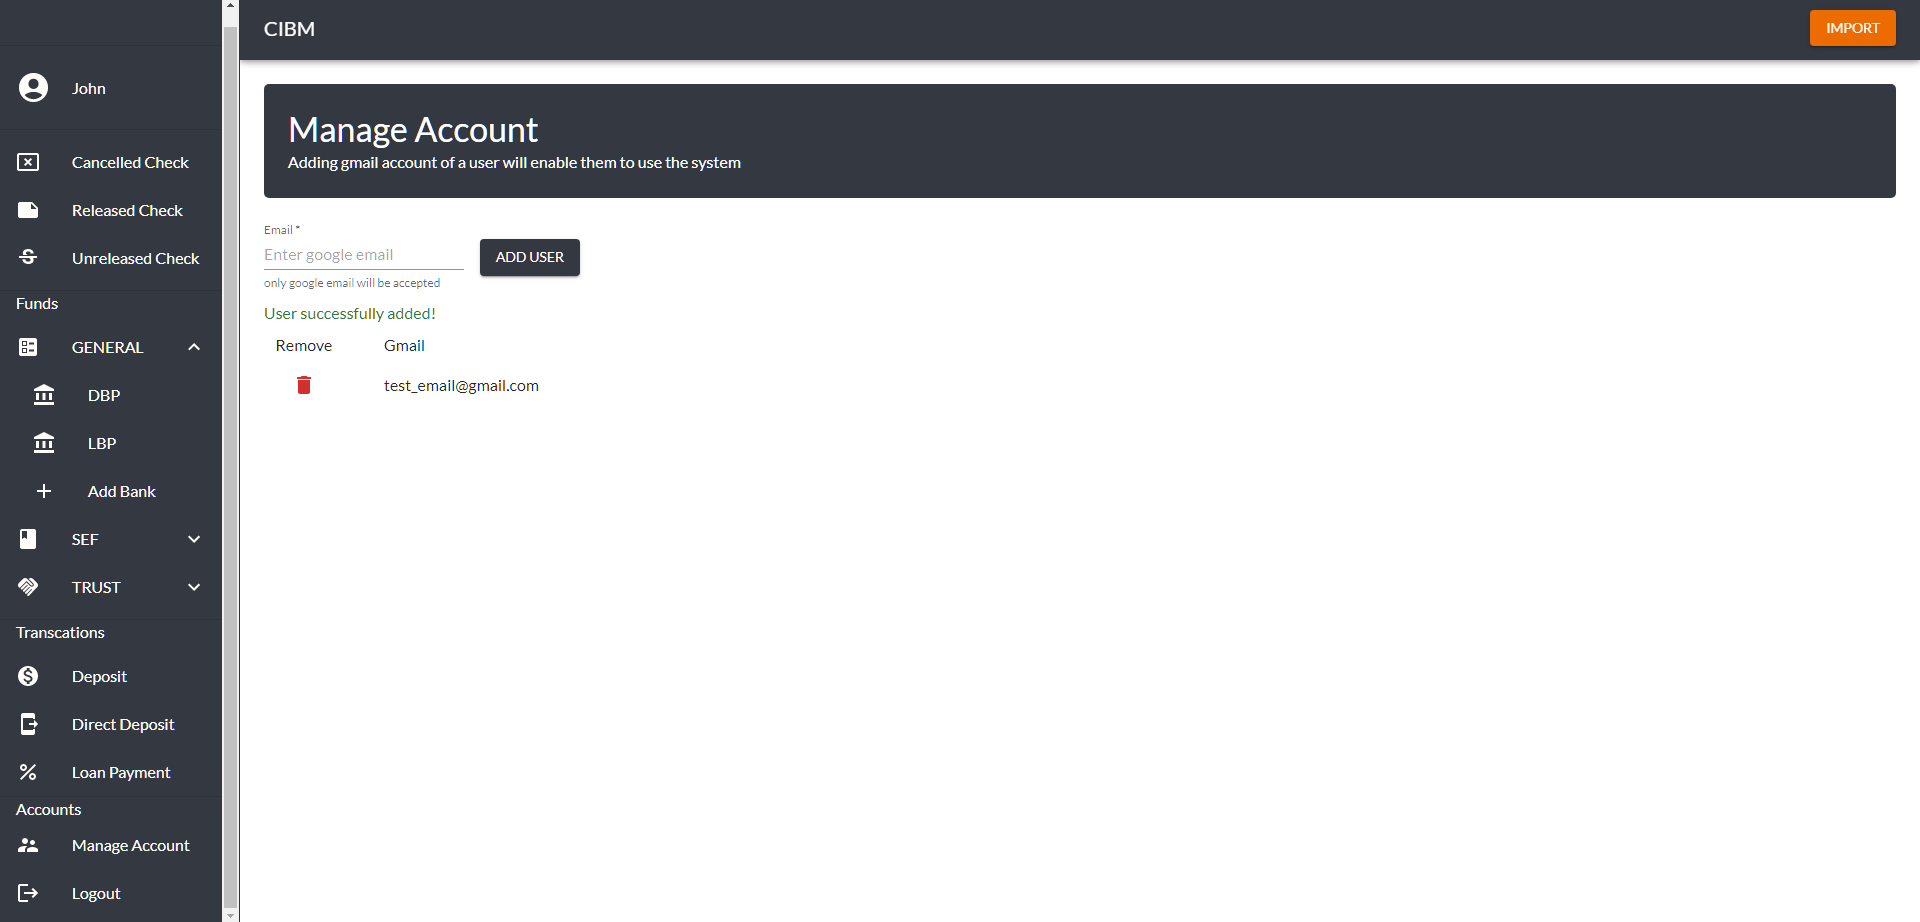 CIBM
IMPORT
John
Cancelled Check
Released Check
Unreleased Check
Funds
GENERAL
DBP
LBP
Add Bank
SEF
TRUST
Transcations
Deposit
Direct Deposit
Loan Payment
Accounts
Manage Account
Logout
Manage Account
Adding gmail account of a user will enable them to use the system
Email *
Enter google email
ADD USER
only google email will be accepted
User successfully added!
Remove Gmail
test_email@gmail.com